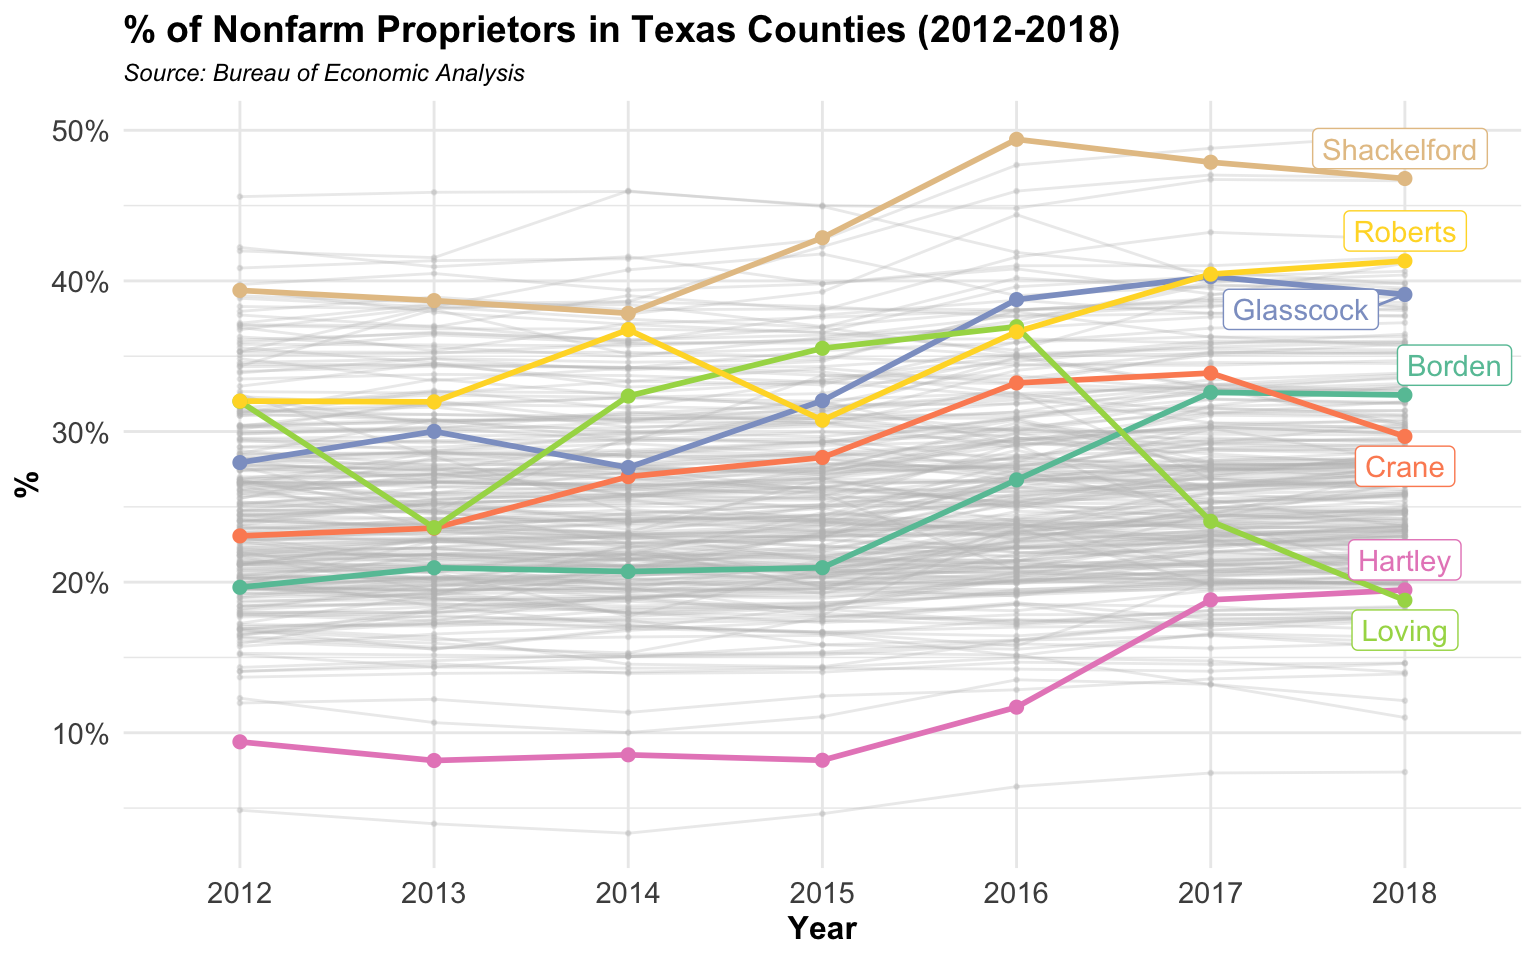 % of Nonfarm Proprietors in Texas Counties (2012-2018)
Source: Bureau of Economic Analysis
50%
40%
30%
20%
10%
%
Shackelford
Roberts
Glasscock
Borden
Crane
Hartley
Loving
2012 2013 2014 2015 2016 2017 2018
Year